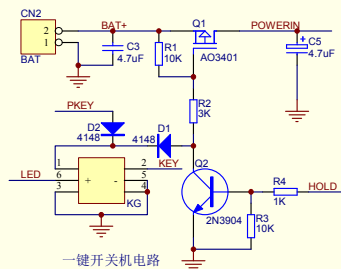 CN2
BAT+
Q1
POWERIN
2
1
BAT
C3
4.7uF
R1
10K
AO3401
+
C5
4.7uF
PKEY
R2
3K
D2
4148
D1
4148
1
2
KEY
Q2
LED
6
5
3
4
+
-
KG
2N3904
R4
1K
HOLD
R3
10K
一键开关机电路